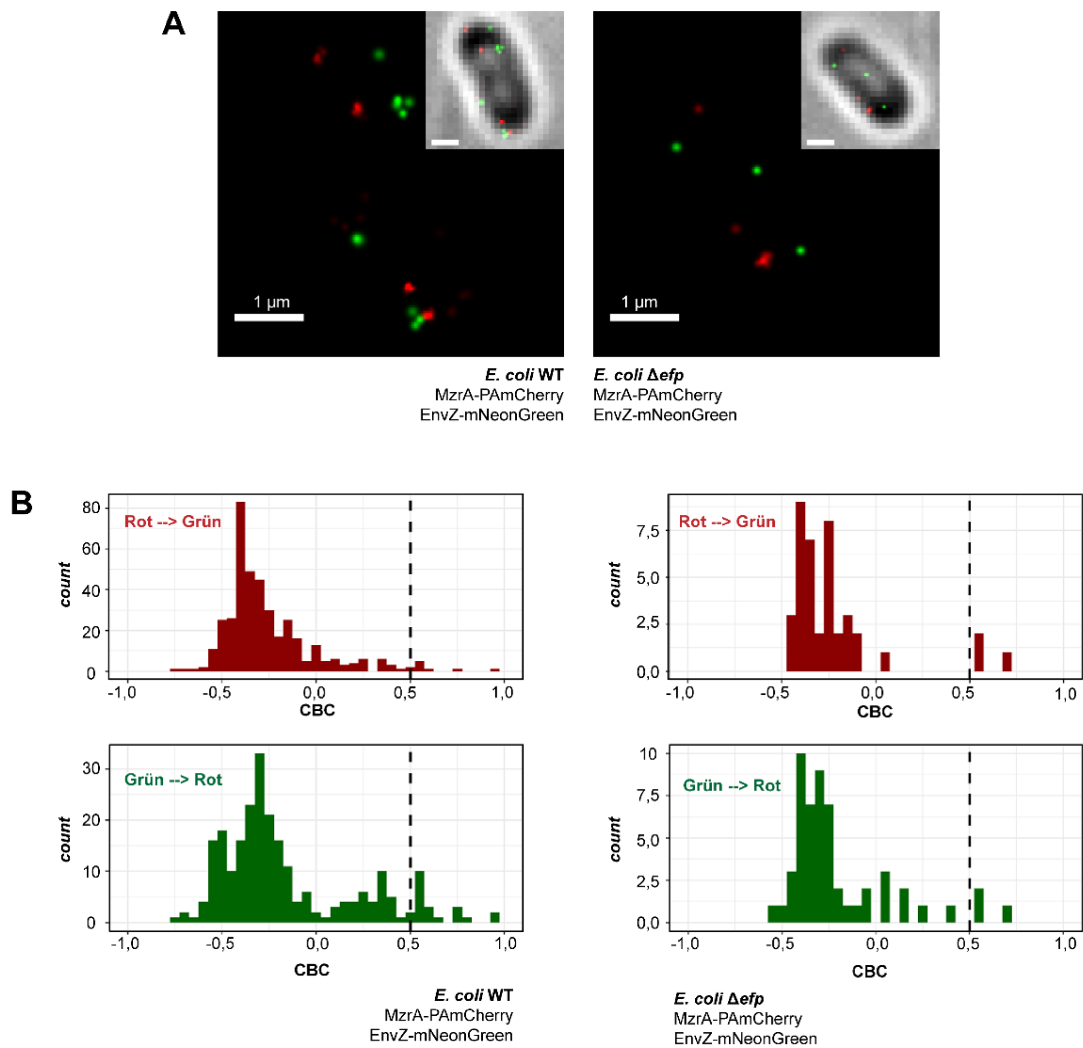 A
1 µm
1 µm
E. coli WT
MzrA-PAmCherry
EnvZ-mNeonGreen
E. coli Δefp
MzrA-PAmCherry
EnvZ-mNeonGreen
B
Rot --> Grün
count
80
60
40
20
0
-1,0 -0,5 0,0 0,5 1,0
CBC
Rot --> Grün
count
7,5
5,0
2,5
0,0
-1,0 -0,5 0,0 0,5 1,0
CBC
Grün --> Rot
count
30
20
10
0
-1,0 -0,5 0,0 0,5 1,0
CBC
Grün --> Rot
count
10
7,5
5,0
2,5
0,0
-1,0 -0,5 0,0 0,5 1,0
CBC
E. coli WT
MzrA-PAmCherry
EnvZ-mNeonGreen
E. coli Δefp
MzrA-PAmCherry
EnvZ-mNeonGreen